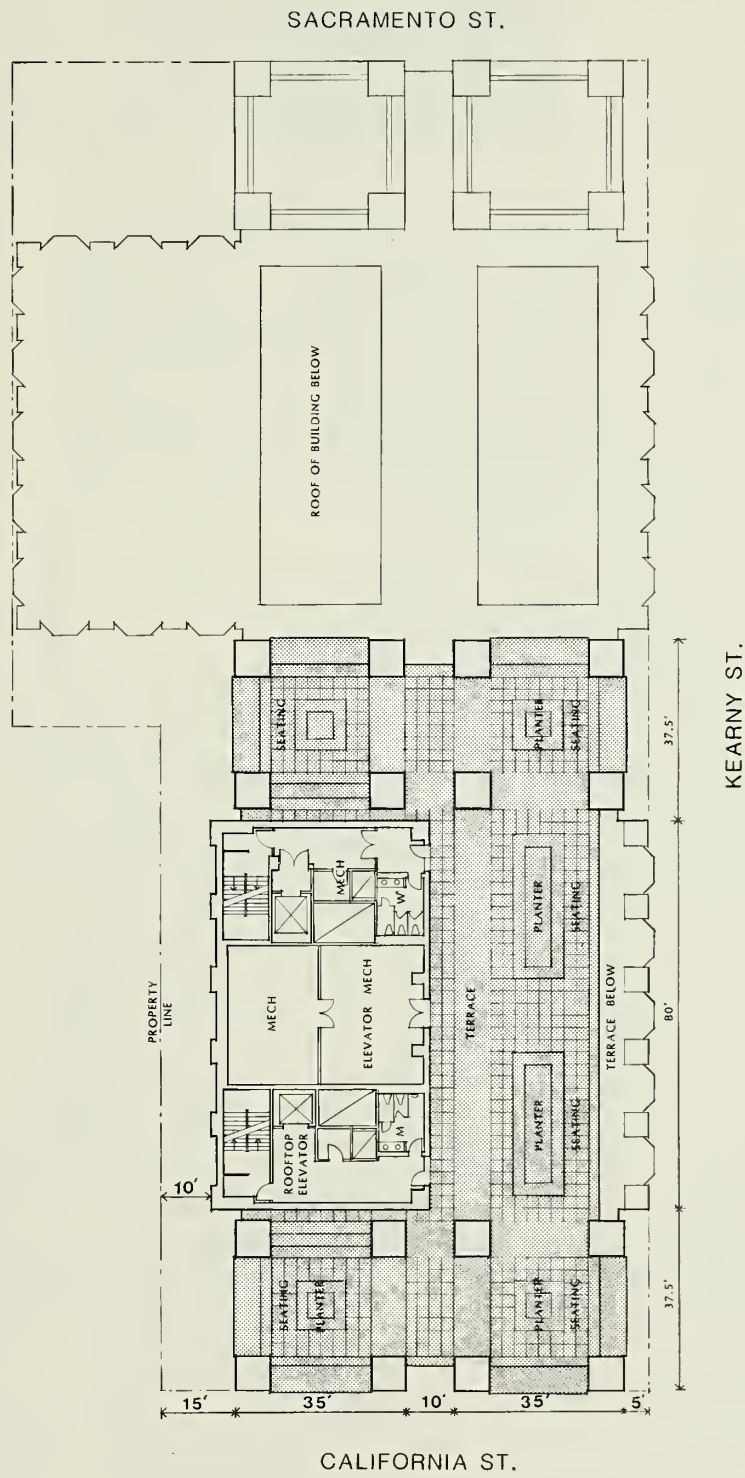 SACRAMENTO ST.
ROOF OF BUILDING BELOW
KEARNY ST.
SEATING
PLANTER
SEATING
37.5'
MECH
W
PLANTER
SEATING
PROPERTY
LINE
MECH
ELEVATOR MECH
TERRACE
TERRACE BELOW
80'
ROOFTOP
ELEVATOR
M
PLANTER
SEATING
10'
SEATING
PLANTER
PLANTER
SEATING
37.5'
15'
35'
10'
35'
5'
CALIFORNIA ST.